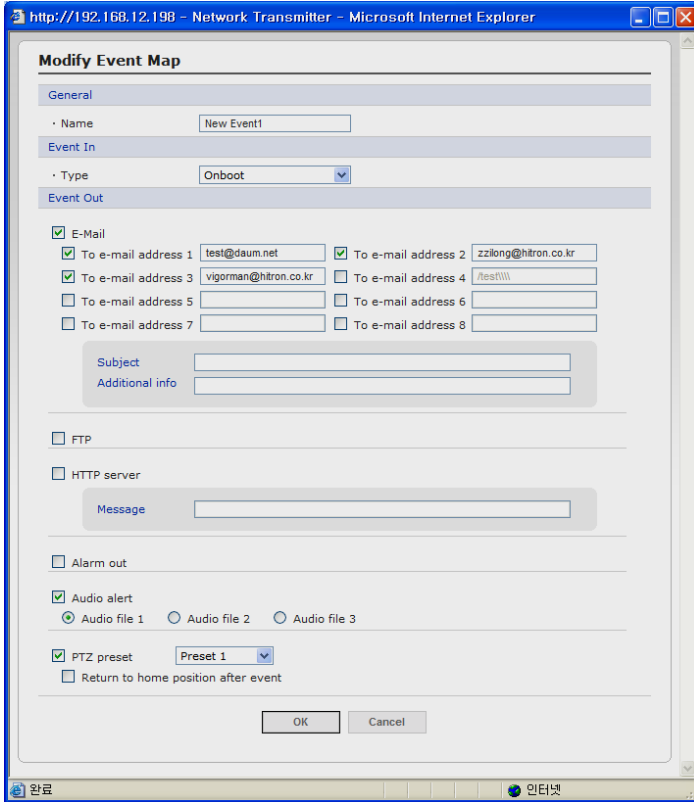 http://192.168.12.198 - Network Transmitter - Microsoft Internet Explorer
Modify Event Map
General
· Name New Event1
Event In
· Type Onboot
Event Out
E-Mail
To e-mail address 1 test@daum.net To e-mail address 2 zzilong@hitron.co.kr
To e-mail address 3 vigorman@hitron.co.kr To e-mail address 4 /test\\\\
To e-mail address 5 To e-mail address 6
To e-mail address 7 To e-mail address 8
Subject
Additional info
FTP
HTTP server
Message
Alarm out
Audio alert
Audio file 1 Audio file 2 Audio file 3
PTZ preset Preset 1
Return to home position after event
OK Cancel
완료 인터넷